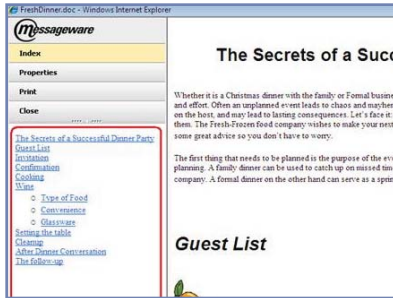 FreshDinner.doc - Windows Internet Explorer
Messageware
Index
Properties
Print
Close
The Secrets of a Successful Dinner Party
Guest List
Invitation
Confirmation
Cooking
Wine
Type of Food
Convenience
Glassware
Setting the table
Cleanup
After Dinner Conversation
The follow-up
The Secrets of a Suc
Whether it is a Christmas dinner with the family or Formal busine
and effort. Often an unplanned event leads to chaos and mayhem
on the host, and may lead to lasting consequences. Let's face it:
them. The Fresh-Frozen food company wishes to make your next
some great advice so you don't have to worry.
The first thing that needs to be planned is the purpose of the eve
planning. A family dinner can be used to catch up on missed tim
company. A formal dinner on the other hand can serve as a sprin
Guest List